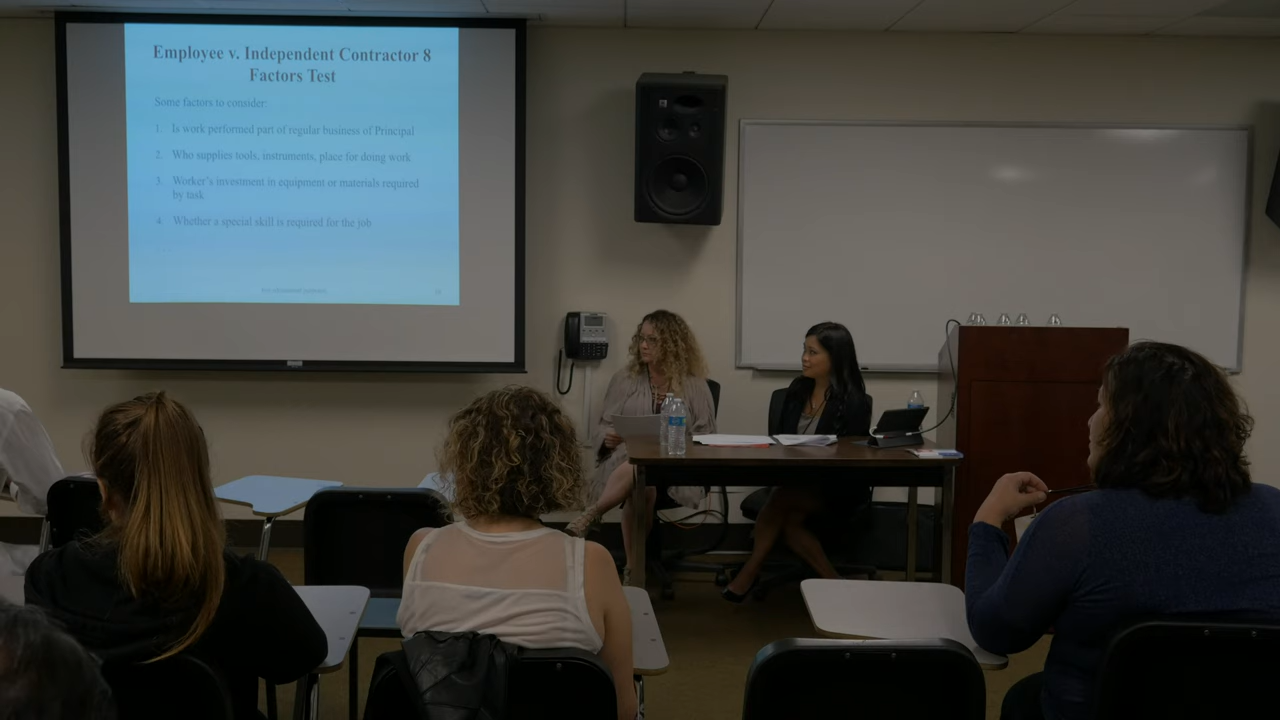 Employee v. Independent Contractor 8
Factors Test
Some factors to consider:
1. Is work performed part of regular business of Principal
2. Who supplies tools, instruments, place for doing work
3. Worker's investment in equipment or materials required
by task
4. Whether a special skill is required for the job